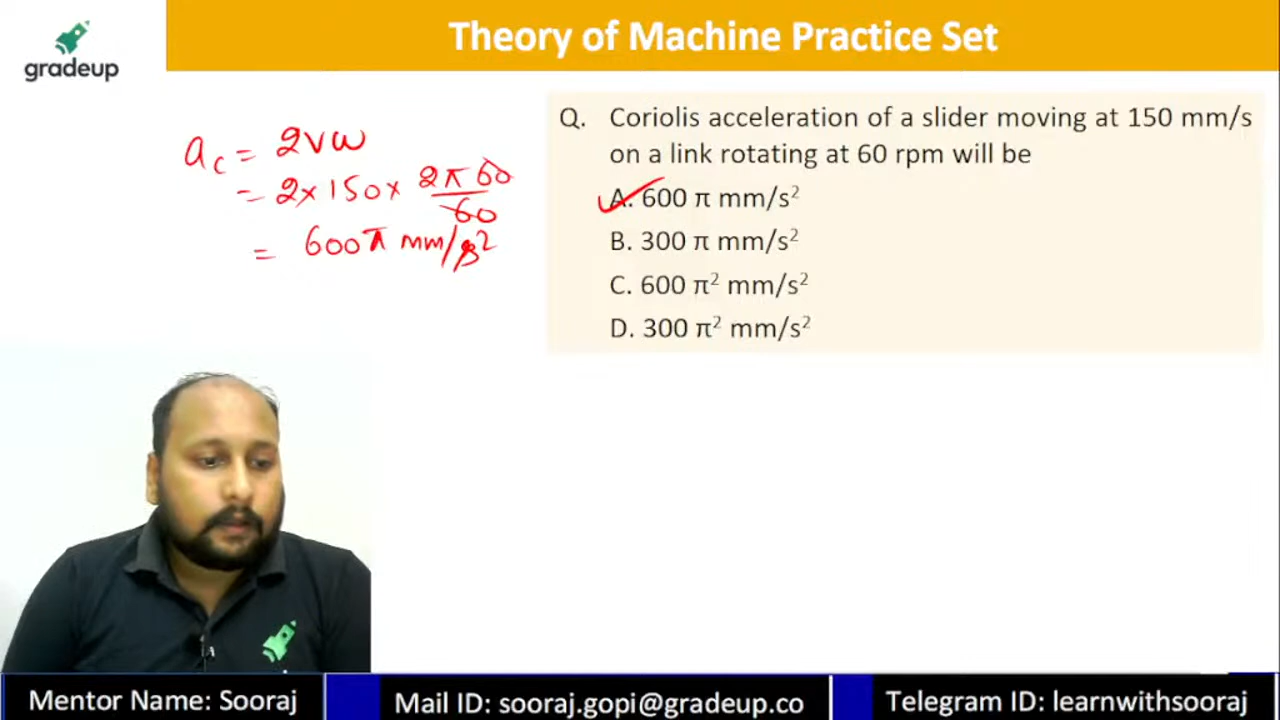 gradeup
Theory of Machine Practice Set
a_c = 2vω
= 2 × 150 × 2π 60 / 60
= 600π mm/s²
Q. Coriolis acceleration of a slider moving at 150 mm/s
on a link rotating at 60 rpm will be
A. 600 π mm/s²
B. 300 π mm/s²
C. 600 π² mm/s²
D. 300 π² mm/s²
Mentor Name: Sooraj
Mail ID: sooraj.gopi@gradeup.co
Telegram ID: learnwithsooraj